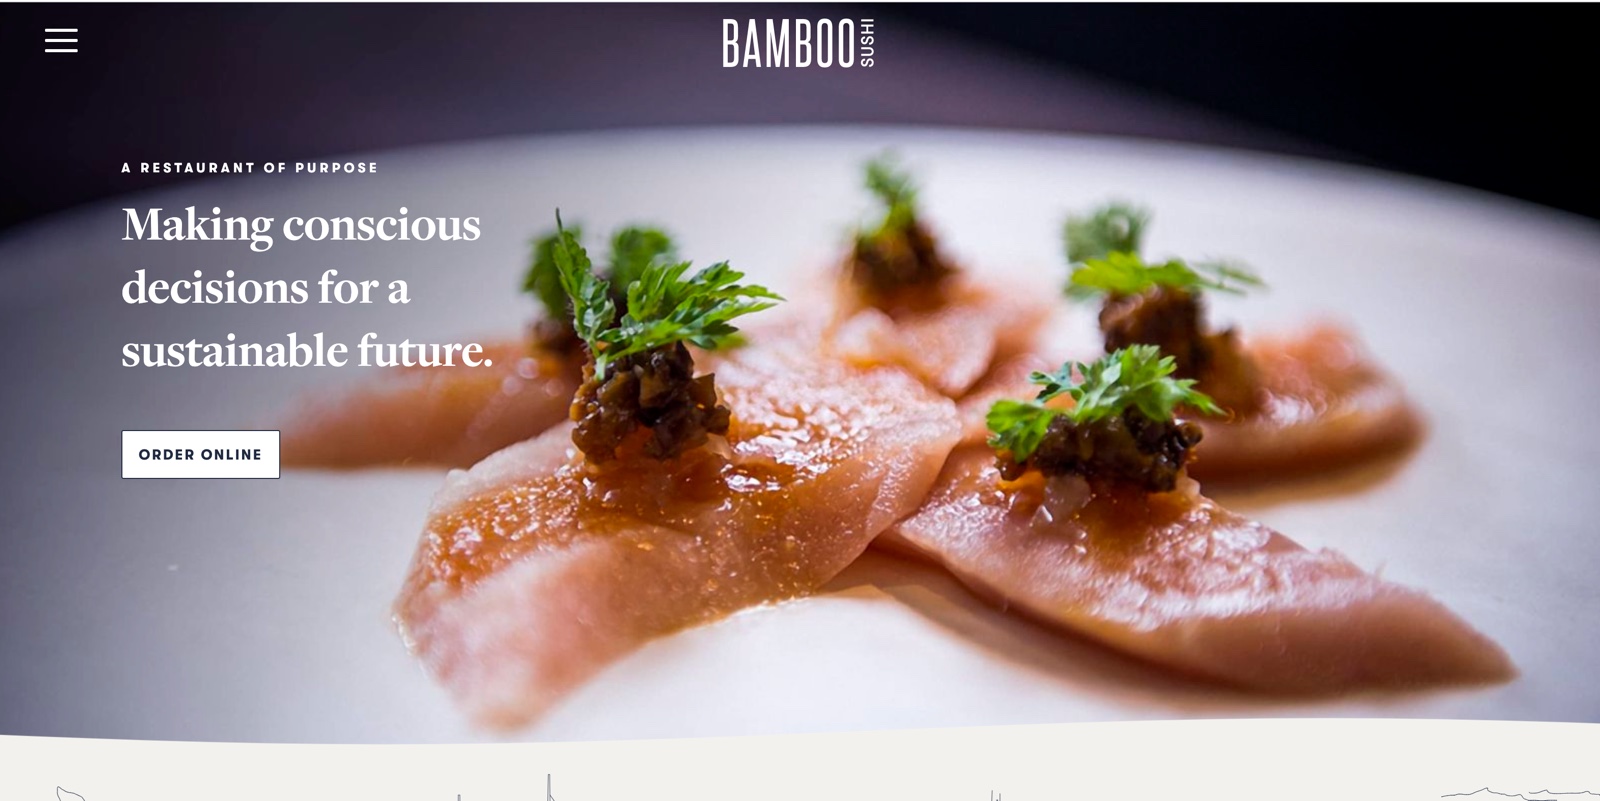 BAMBOO SUSHI
A RESTAURANT OF PURPOSE
Making conscious
decisions for a
sustainable future.
ORDER ONLINE